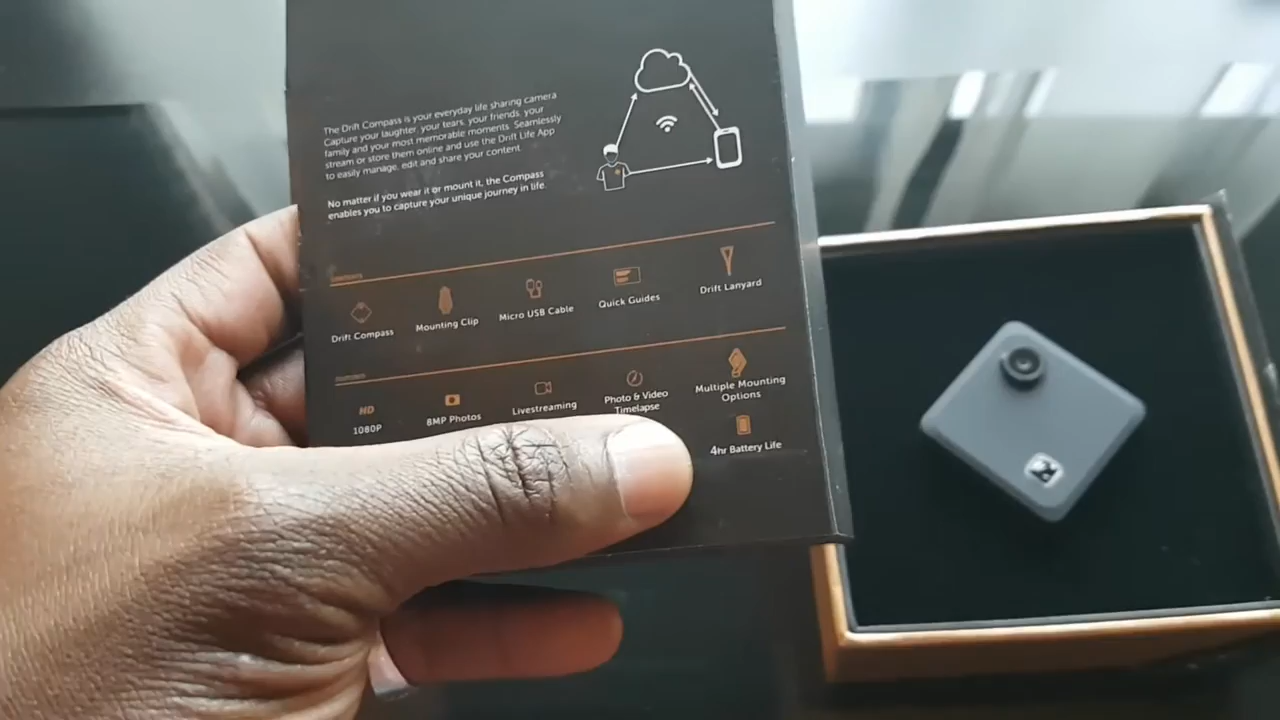 The Drift Compass is your everyday life sharing camera
Capture your laughter, your tears, your friends, your
family and your most memorable moments. Seamlessly
stream or store them online and use the Drift Life App
to easily manage, edit and share your content.
No matter if you wear it or mount it, the Compass
enables you to capture your unique journey in life.
Drift Compass
Mounting Clip
Micro USB Cable
Quick Guides
Drift Lanyard
HD
1080P
8MP Photos
Livestreaming
Photo & Video
Timelapse
Multiple Mounting
Options
4hr Battery Life